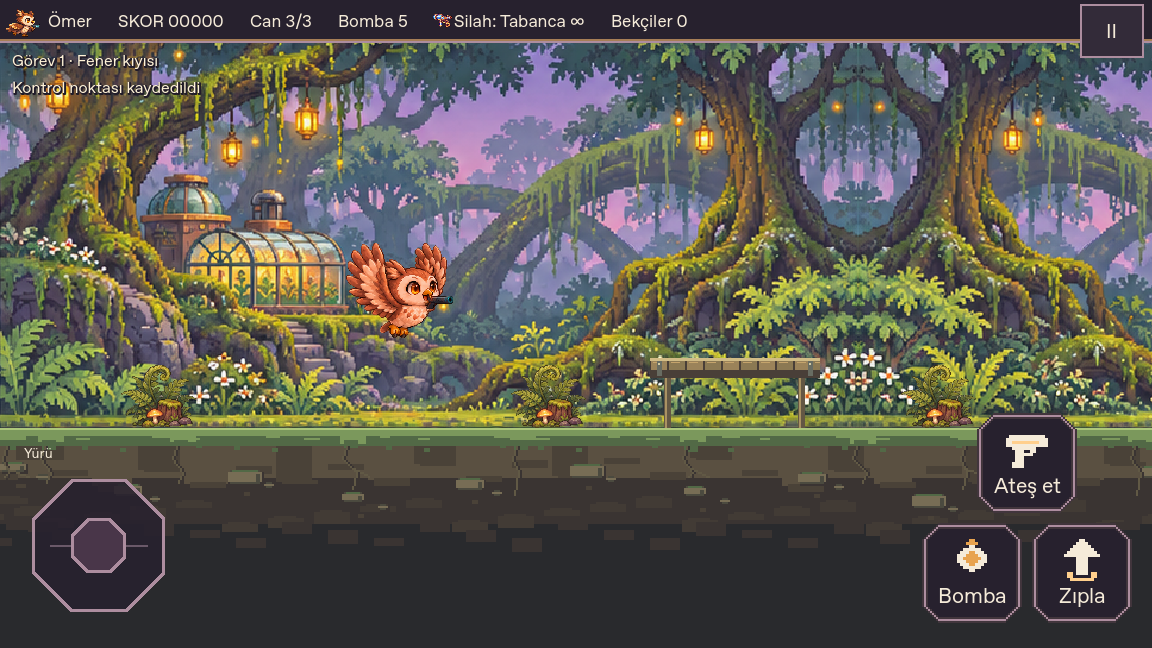 Ömer SKOR 00000 Can 3/3 Bomba 5 Silah: Tabanca ∞ Bekçiler 0 II
Görev 1 · Fener kıyısı
Kontrol noktası kaydedildi
Yürü
Ateş et
Bomba Zıpla